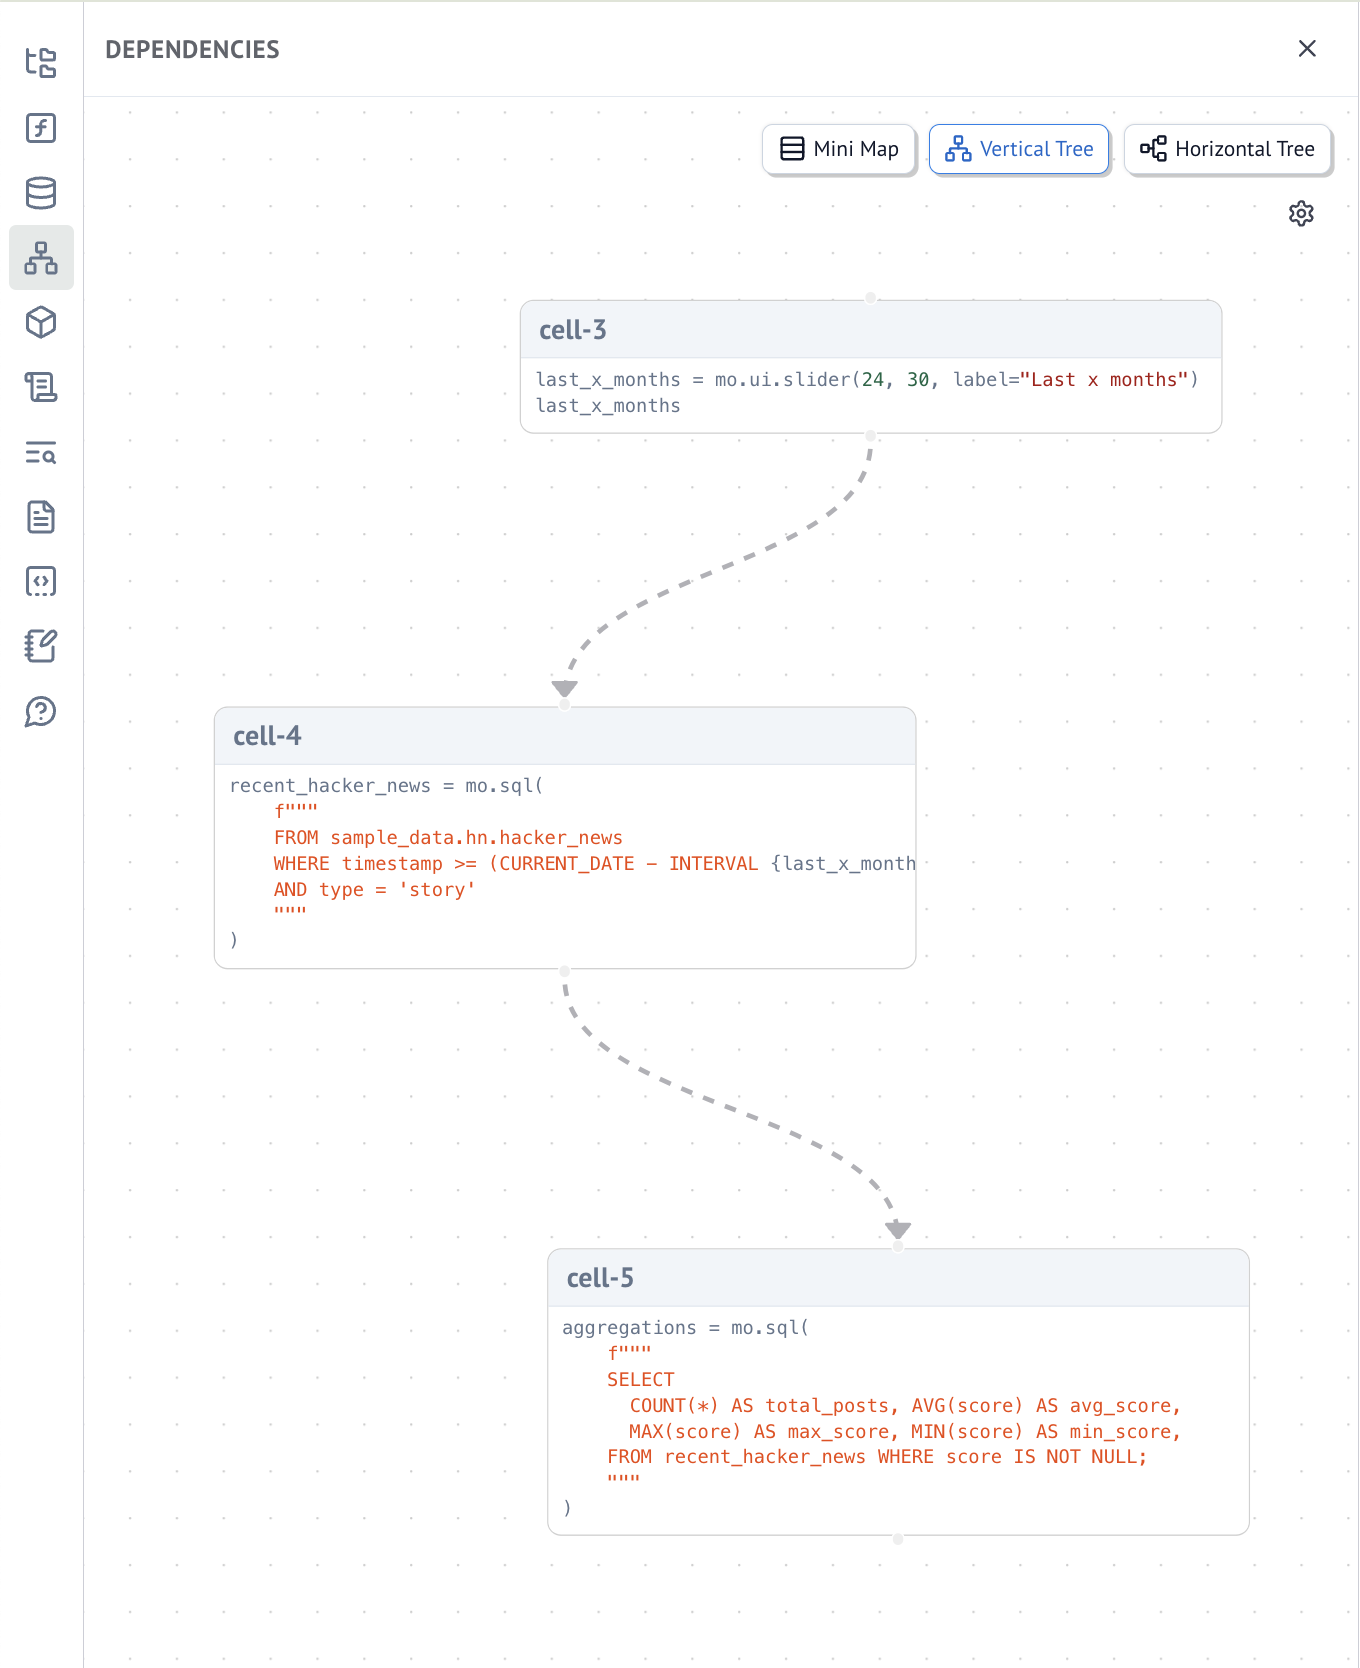 DEPENDENCIES
Mini Map
Vertical Tree
Horizontal Tree
cell-3
last_x_months = mo.ui.slider(24, 30, label="Last x months")
last_x_months
cell-4
recent_hacker_news = mo.sql(
    f"""
    FROM sample_data.hn.hacker_news
    WHERE timestamp >= (CURRENT_DATE - INTERVAL {last_x_month
    AND type = 'story'
    """
)
cell-5
aggregations = mo.sql(
    f"""
    SELECT
      COUNT(*) AS total_posts, AVG(score) AS avg_score,
      MAX(score) AS max_score, MIN(score) AS min_score,
    FROM recent_hacker_news WHERE score IS NOT NULL;
    """
)